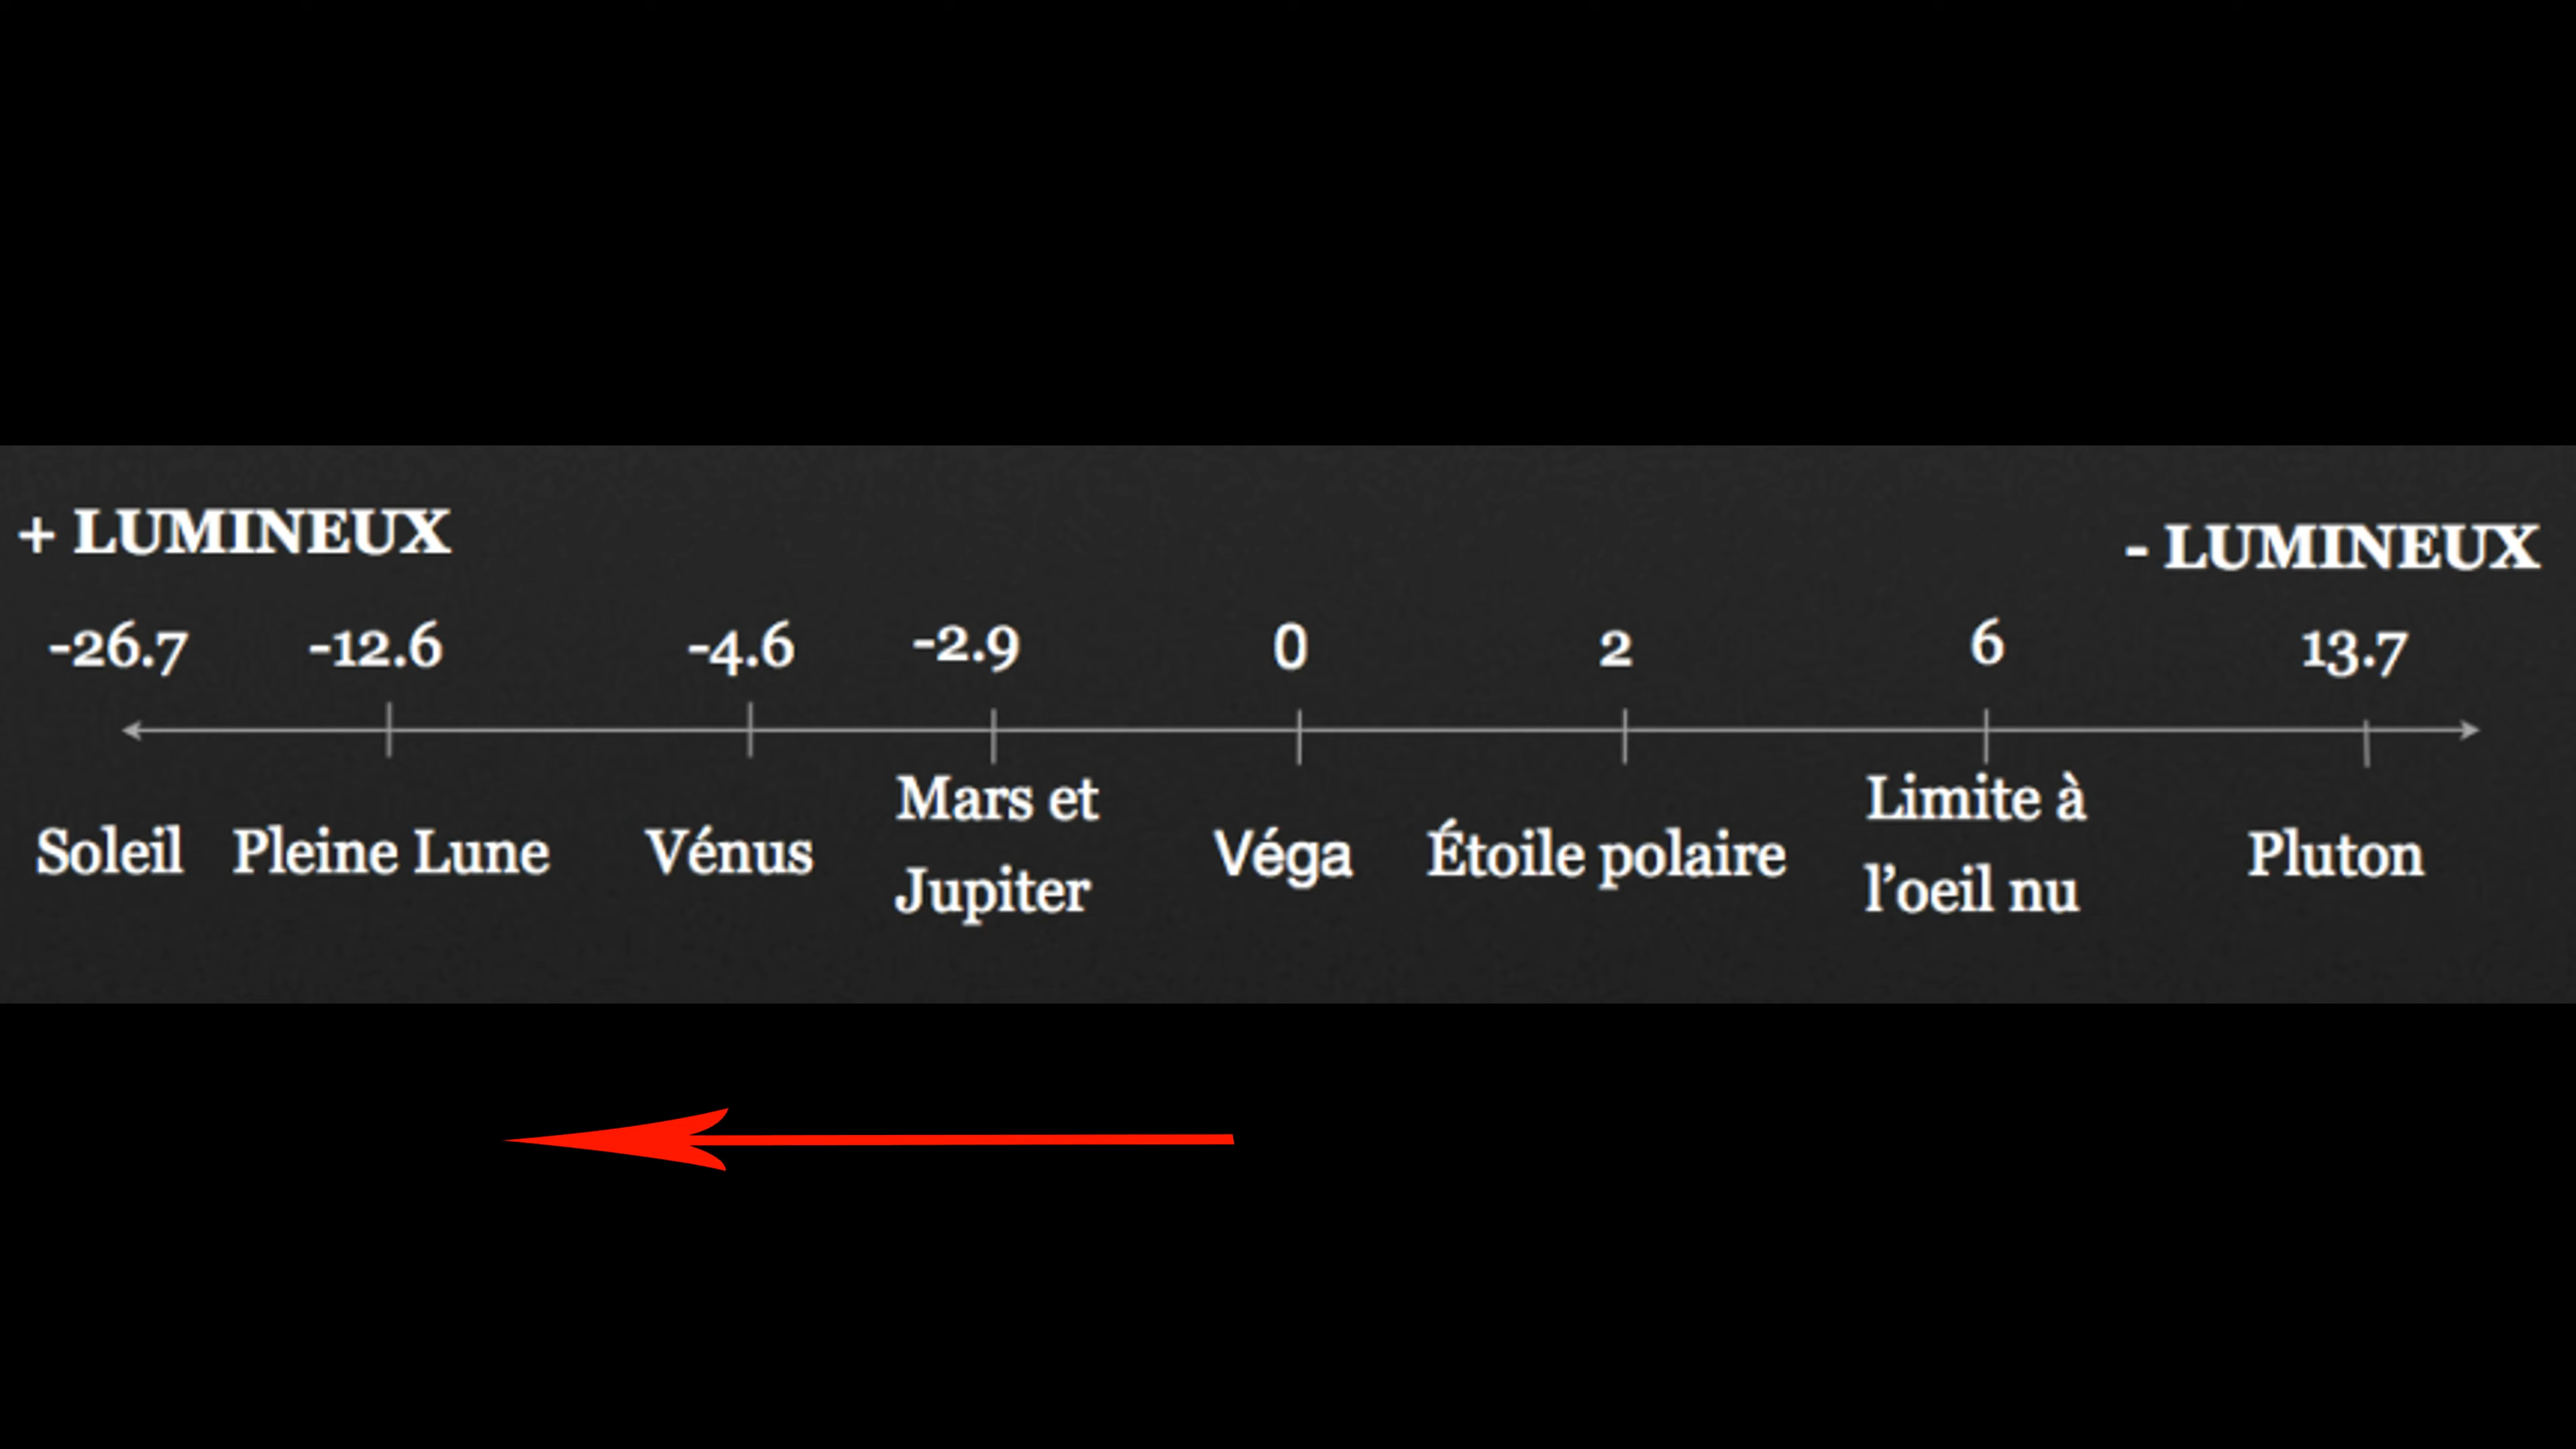 + LUMINEUX
- LUMINEUX
-26.7 -12.6 -4.6 -2.9 0 2 6 13.7
Soleil Pleine Lune Vénus Mars et Jupiter Véga Étoile polaire Limite à l’oeil nu Pluton